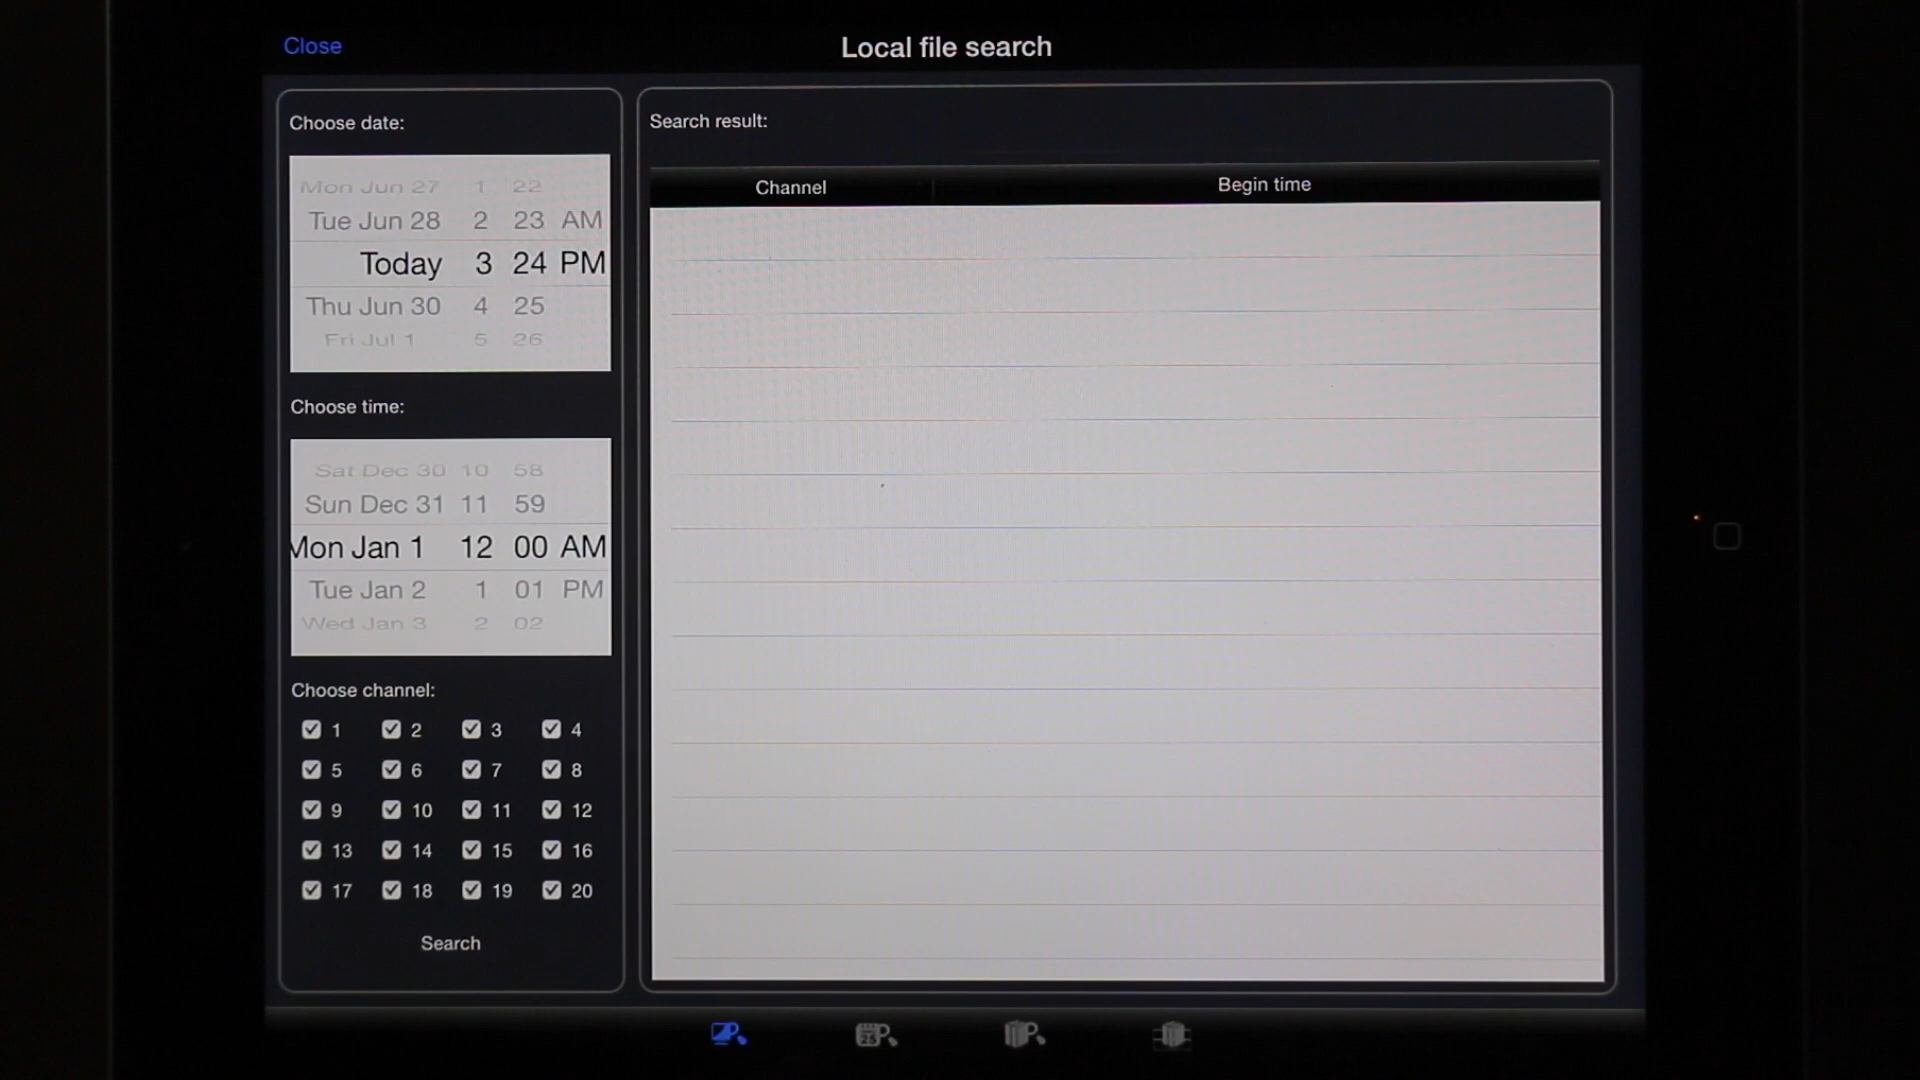 Close
Local file search
Choose date:
Mon Jun 27 1 22
Tue Jun 28 2 23 AM
Today 3 24 PM
Thu Jun 30 4 25
Fri Jul 1 5 26
Choose time:
Sat Dec 30 10 58
Sun Dec 31 11 59
Mon Jan 1 12 00 AM
Tue Jan 2 1 01 PM
Wed Jan 3 2 02
Choose channel:
1 2 3 4
5 6 7 8
9 10 11 12
13 14 15 16
17 18 19 20
Search
Search result:
Channel Begin time
25